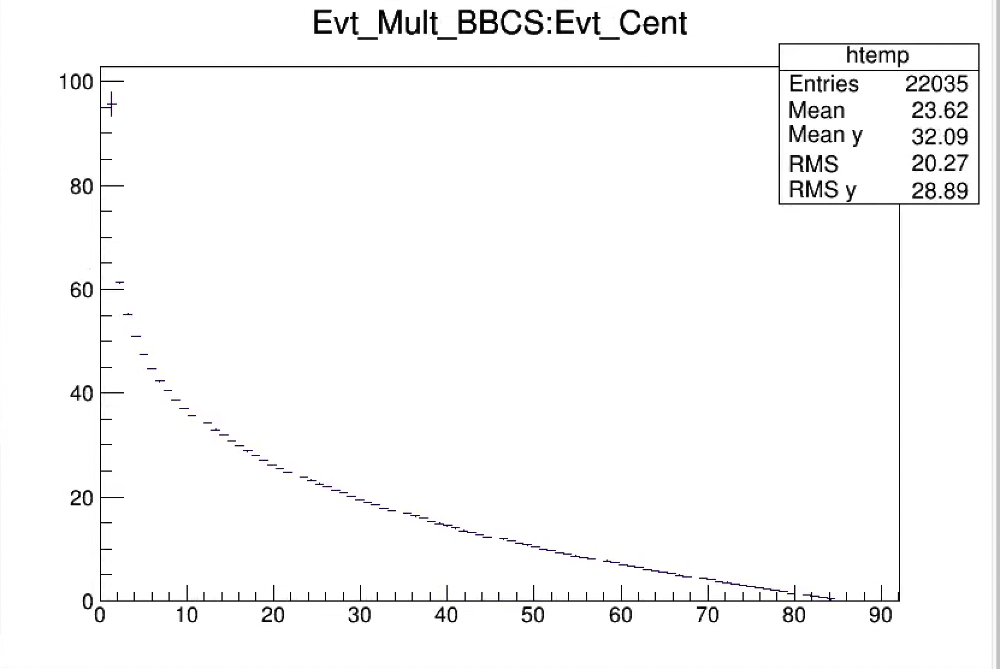 Evt_Mult_BBCS:Evt_Cent
htemp
Entries 22035
Mean 23.62
Mean y 32.09
RMS 20.27
RMS y 28.89
100
80
60
40
20
0
0 10 20 30 40 50 60 70 80 90